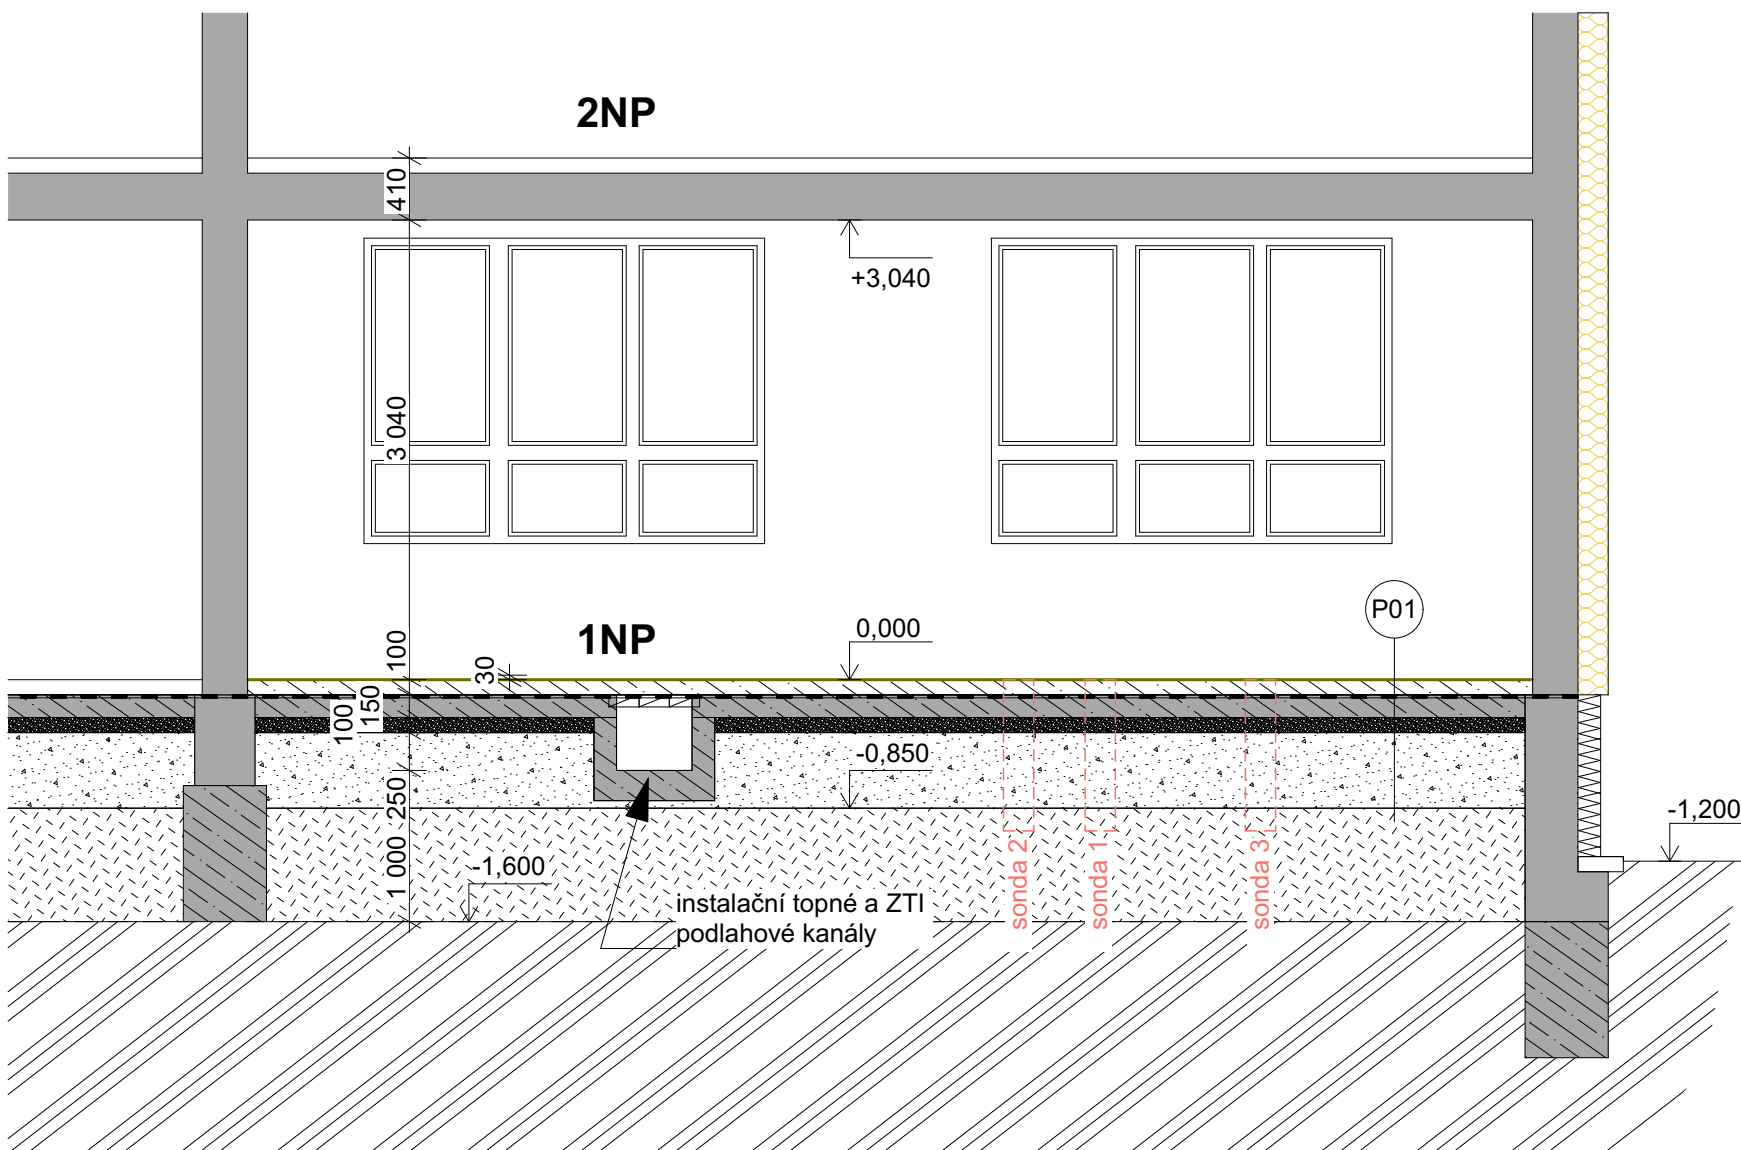 2NP
410
+3,040
3 040
P01
1NP
0,000
100
30
150
100
-0,850
250
-1,200
1 000
-1,600
sonda 2
sonda 1
sonda 3
instalační topné a ZTI
podlahové kanály